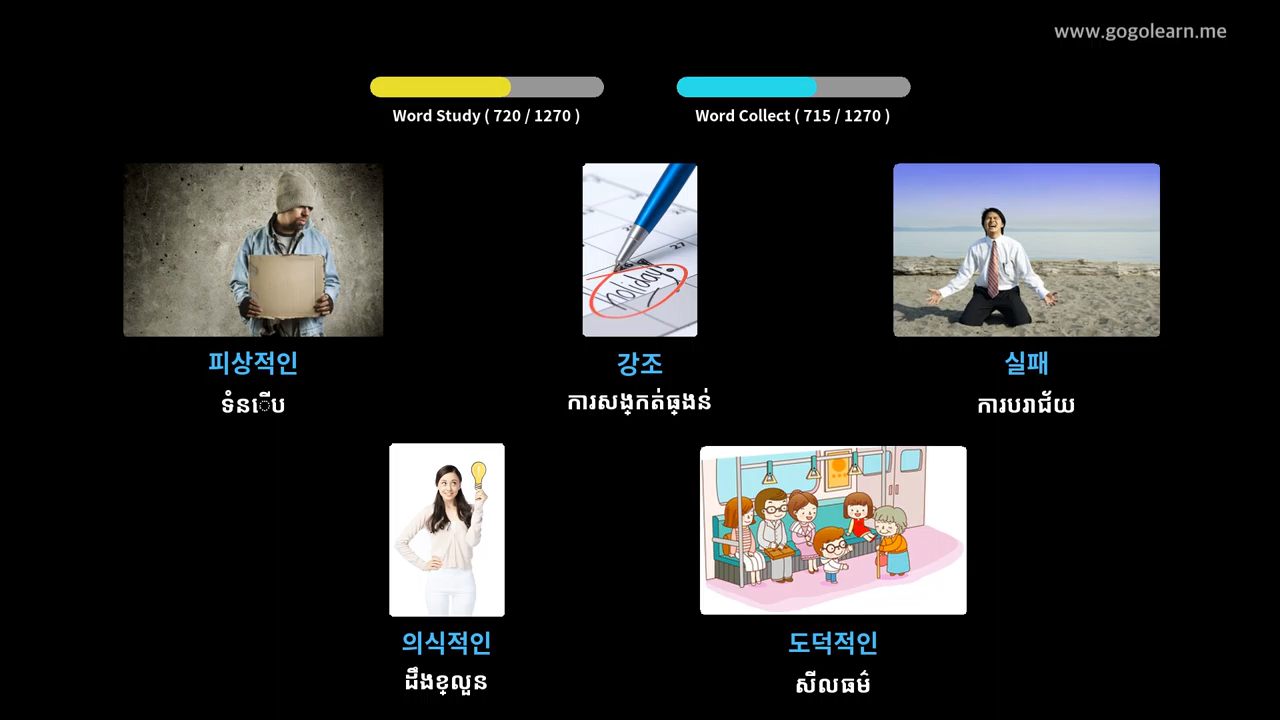 www.gogolearn.me
Word Study ( 720 / 1270 )
Word Collect ( 715 / 1270 )
27
holiday!
피상적인
강조
실패
ទំនេីប
ការសង្កត់ធ្ងន់
ការបរាជ័យ
의식적인
도덕적인
ដឹងខ្លួន
សីលធម៌